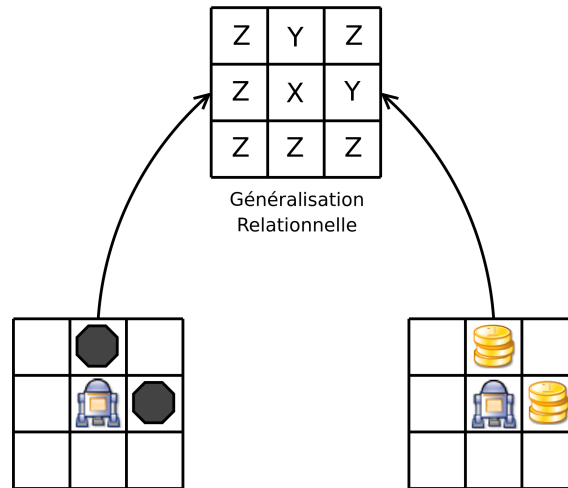 Z Y Z
Z X Y
Z Z Z
Généralisation
Relationnelle